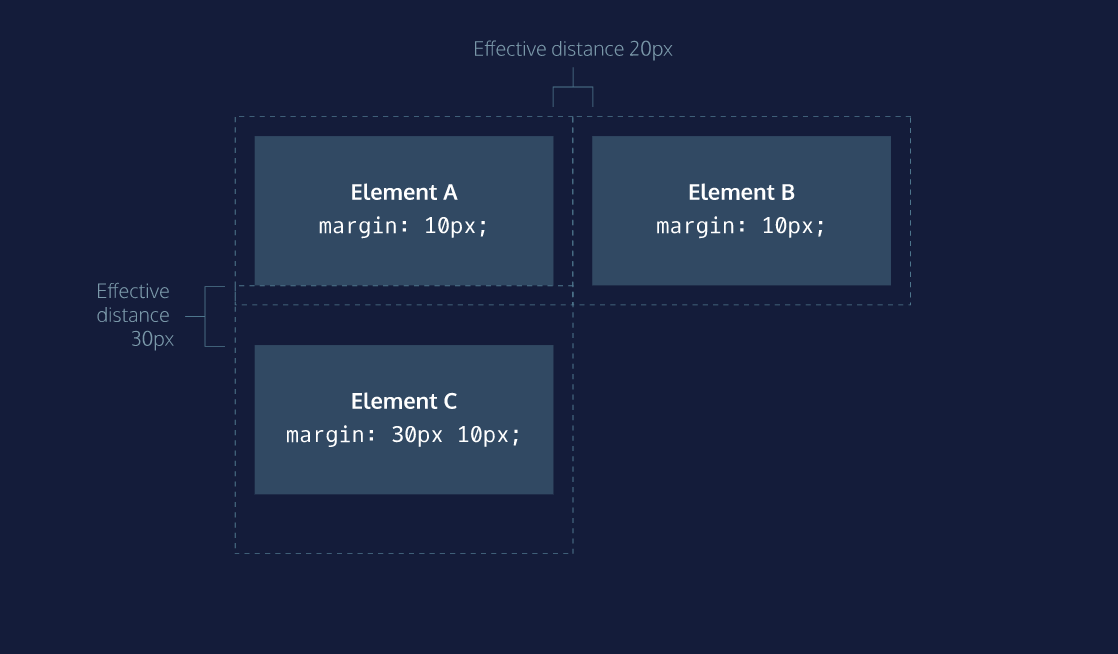 Effective distance 20px
Element A
margin: 10px;
Element B
margin: 10px;
Effective
distance
30px
Element C
margin: 30px 10px;